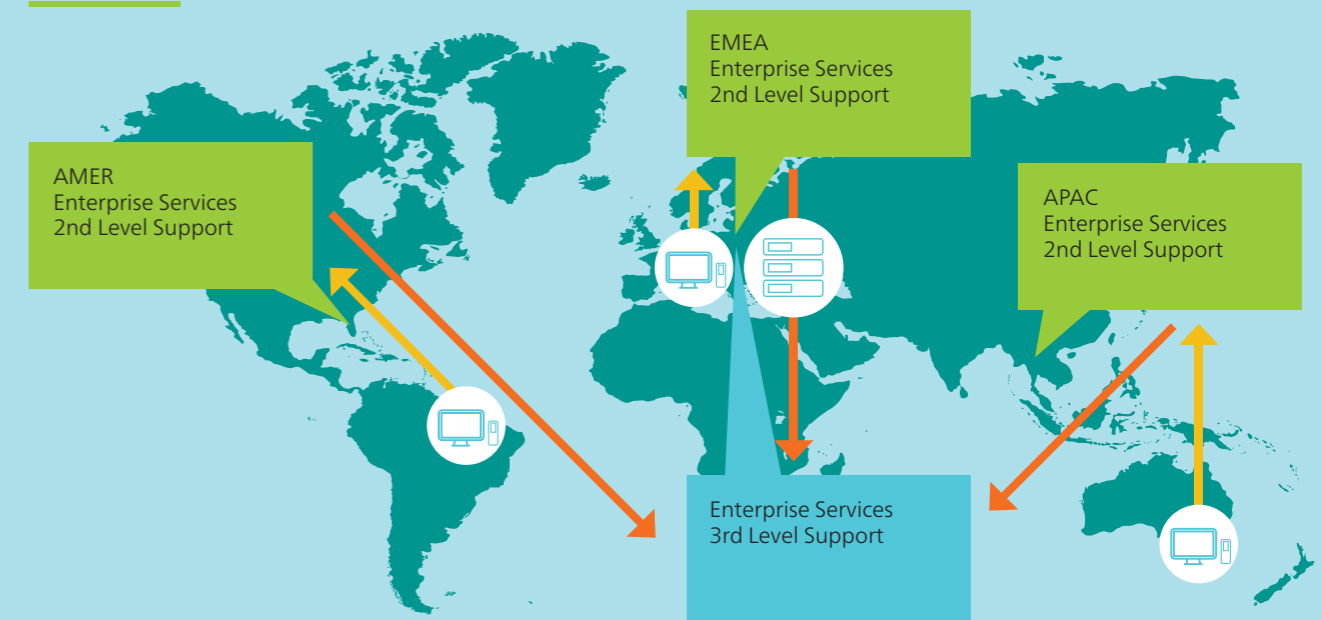 EMEA
Enterprise Services
2nd Level Support
AMER
Enterprise Services
2nd Level Support
APAC
Enterprise Services
2nd Level Support
Enterprise Services
3rd Level Support